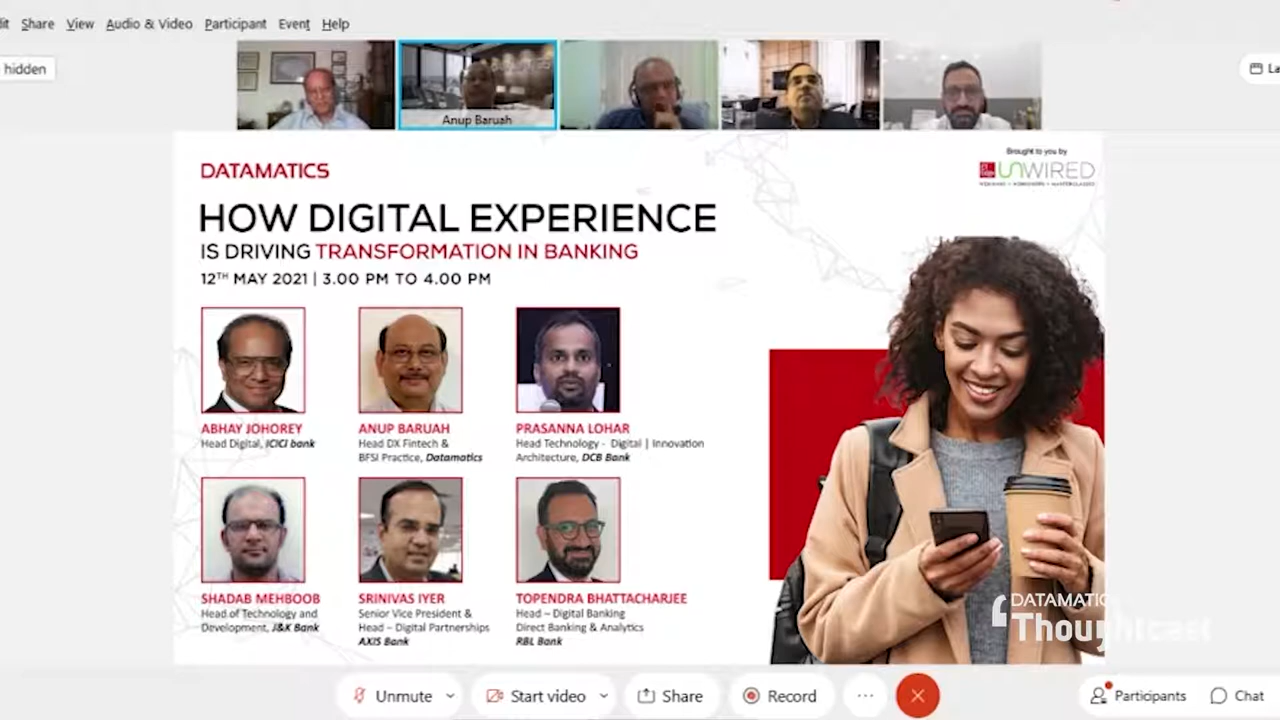 Share View Audio & Video Participant Event Help
hidden
Anup Baruah
DATAMATICS
Brought to you by
UNWIRED
HOW DIGITAL EXPERIENCE
IS DRIVING TRANSFORMATION IN BANKING
12TH MAY 2021 | 3.00 PM TO 4.00 PM
ABHAY JOHOREY
Head Digital, ICICI bank
ANUP BARUAH
Head DX Fintech &
BFSI Practice, Datamatics
PRASANNA LOHAR
Head Technology - Digital | Innovation
Architecture, DCB Bank
SHADAB MEHBOOB
Head of Technology and
Development, J&K Bank
SRINIVAS IYER
Senior Vice President &
Head – Digital Partnerships
AXIS Bank
TOPENDRA BHATTACHARJEE
Head – Digital Banking
Direct Banking & Analytics
RBL Bank
DATAMATICS
Thoughtcast
Unmute
Start video
Share
Record
Participants
Chat